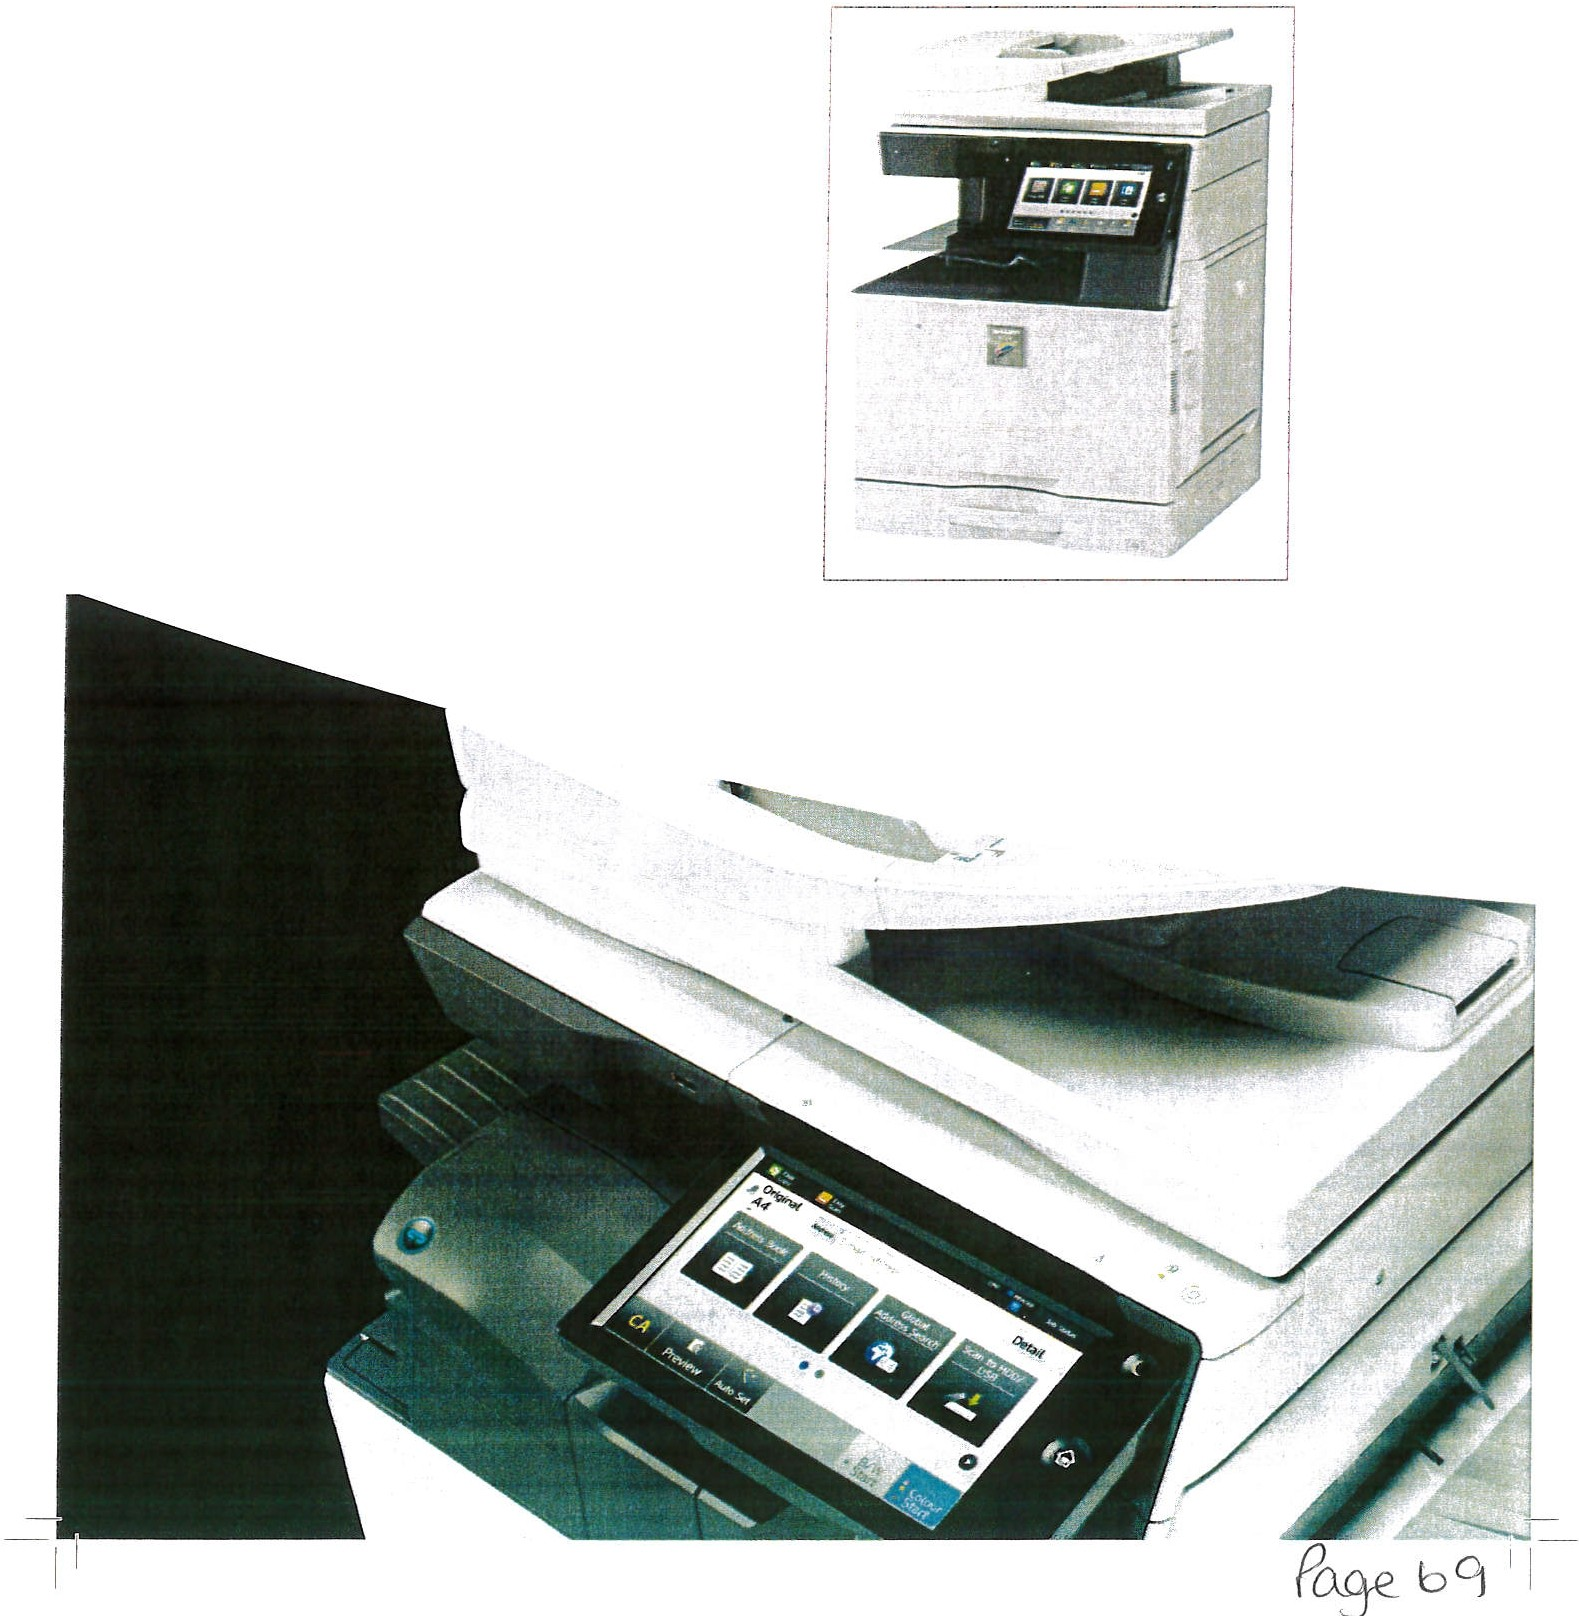 SHARP
Original
A4
Detail
Address Book
History
Global
Address Search
Scan to HDD/
USB
CA
Preview
Auto Set
B/W
Start
Colour
Start
Page 69